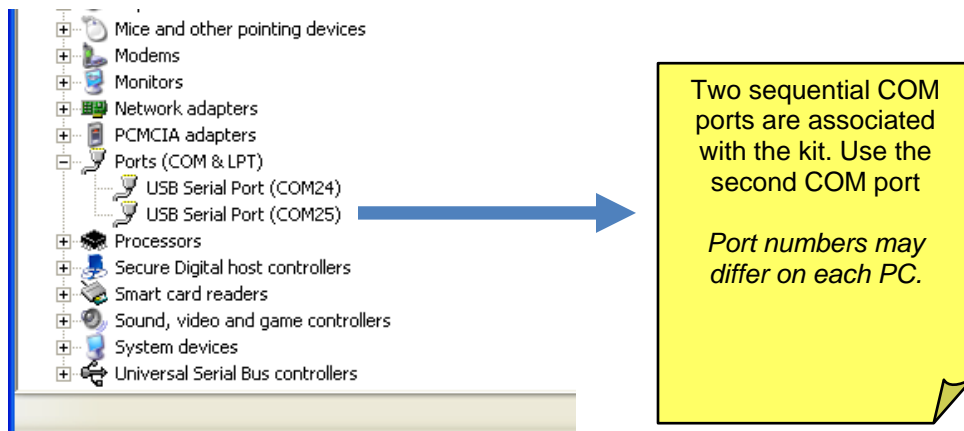 Mice and other pointing devices
Modems
Monitors
Network adapters
PCMCIA adapters
Ports (COM & LPT)
USB Serial Port (COM24)
USB Serial Port (COM25)
Processors
Secure Digital host controllers
Smart card readers
Sound, video and game controllers
System devices
Universal Serial Bus controllers
Two sequential COM
ports are associated
with the kit. Use the
second COM port
Port numbers may
differ on each PC.